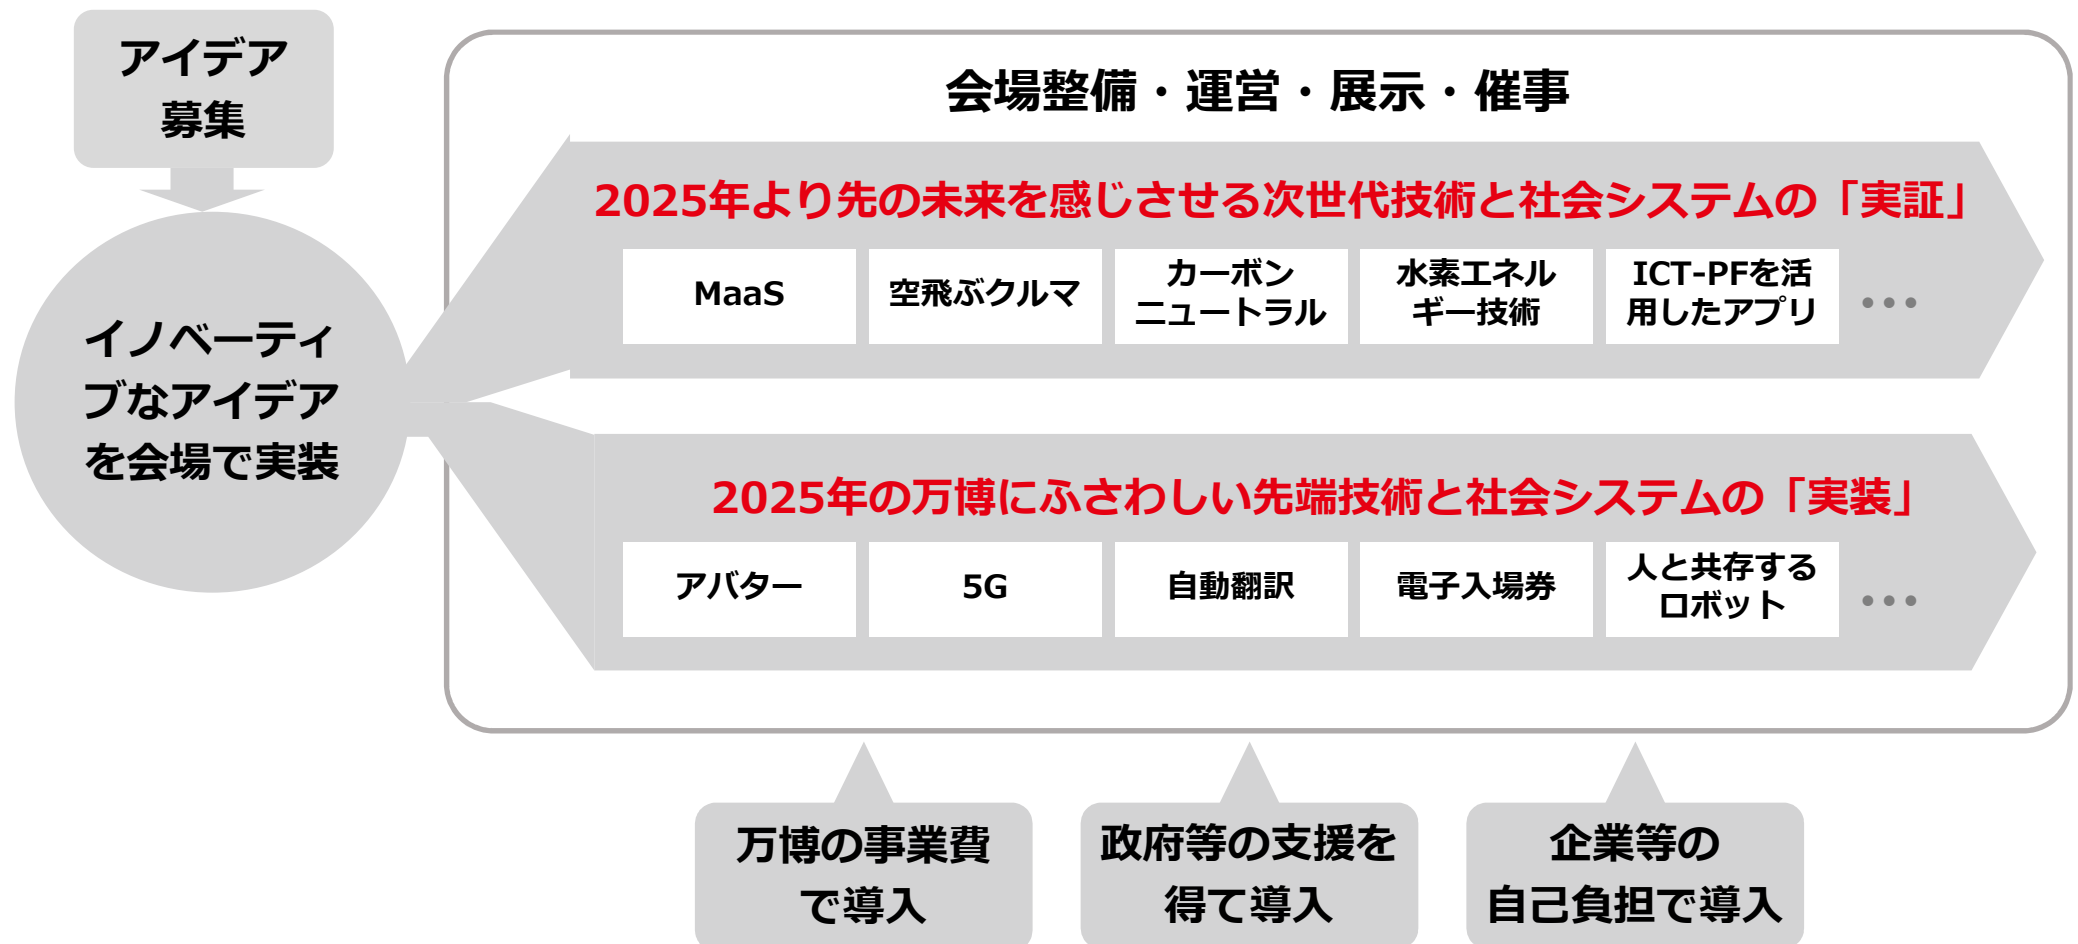 アイデア
募集
イノベーティ
ブなアイデア
を会場で実装
会場整備・運営・展示・催事
2025年より先の未来を感じさせる次世代技術と社会システムの「実証」
MaaS
空飛ぶクルマ
カーボン
ニュートラル
水素エネル
ギー技術
ICT-PFを活
用したアプリ
…
2025年の万博にふさわしい先端技術と社会システムの「実装」
アバター
5G
自動翻訳
電子入場券
人と共存する
ロボット
…
万博の事業費
で導入
政府等の支援を
得て導入
企業等の
自己負担で導入